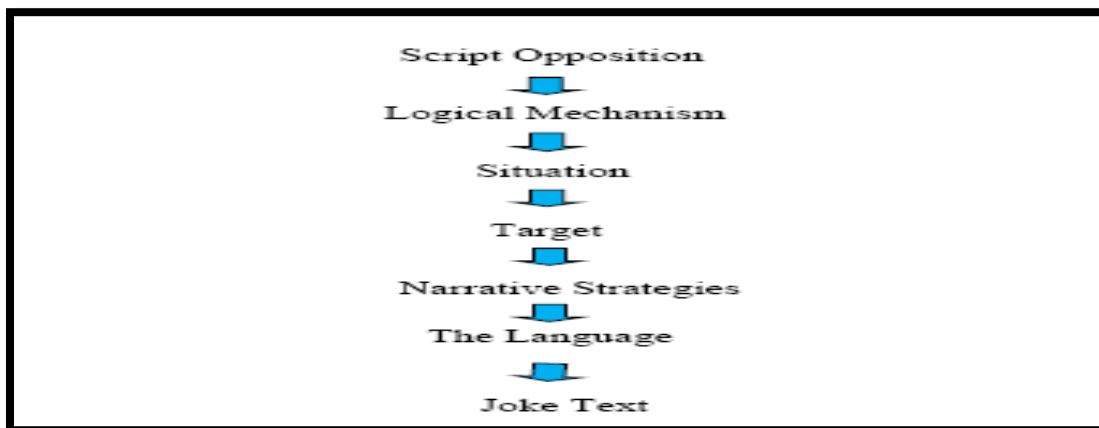 Script Opposition
Logical Mechanism
Situation
Target
Narrative Strategies
The Language
Joke Text